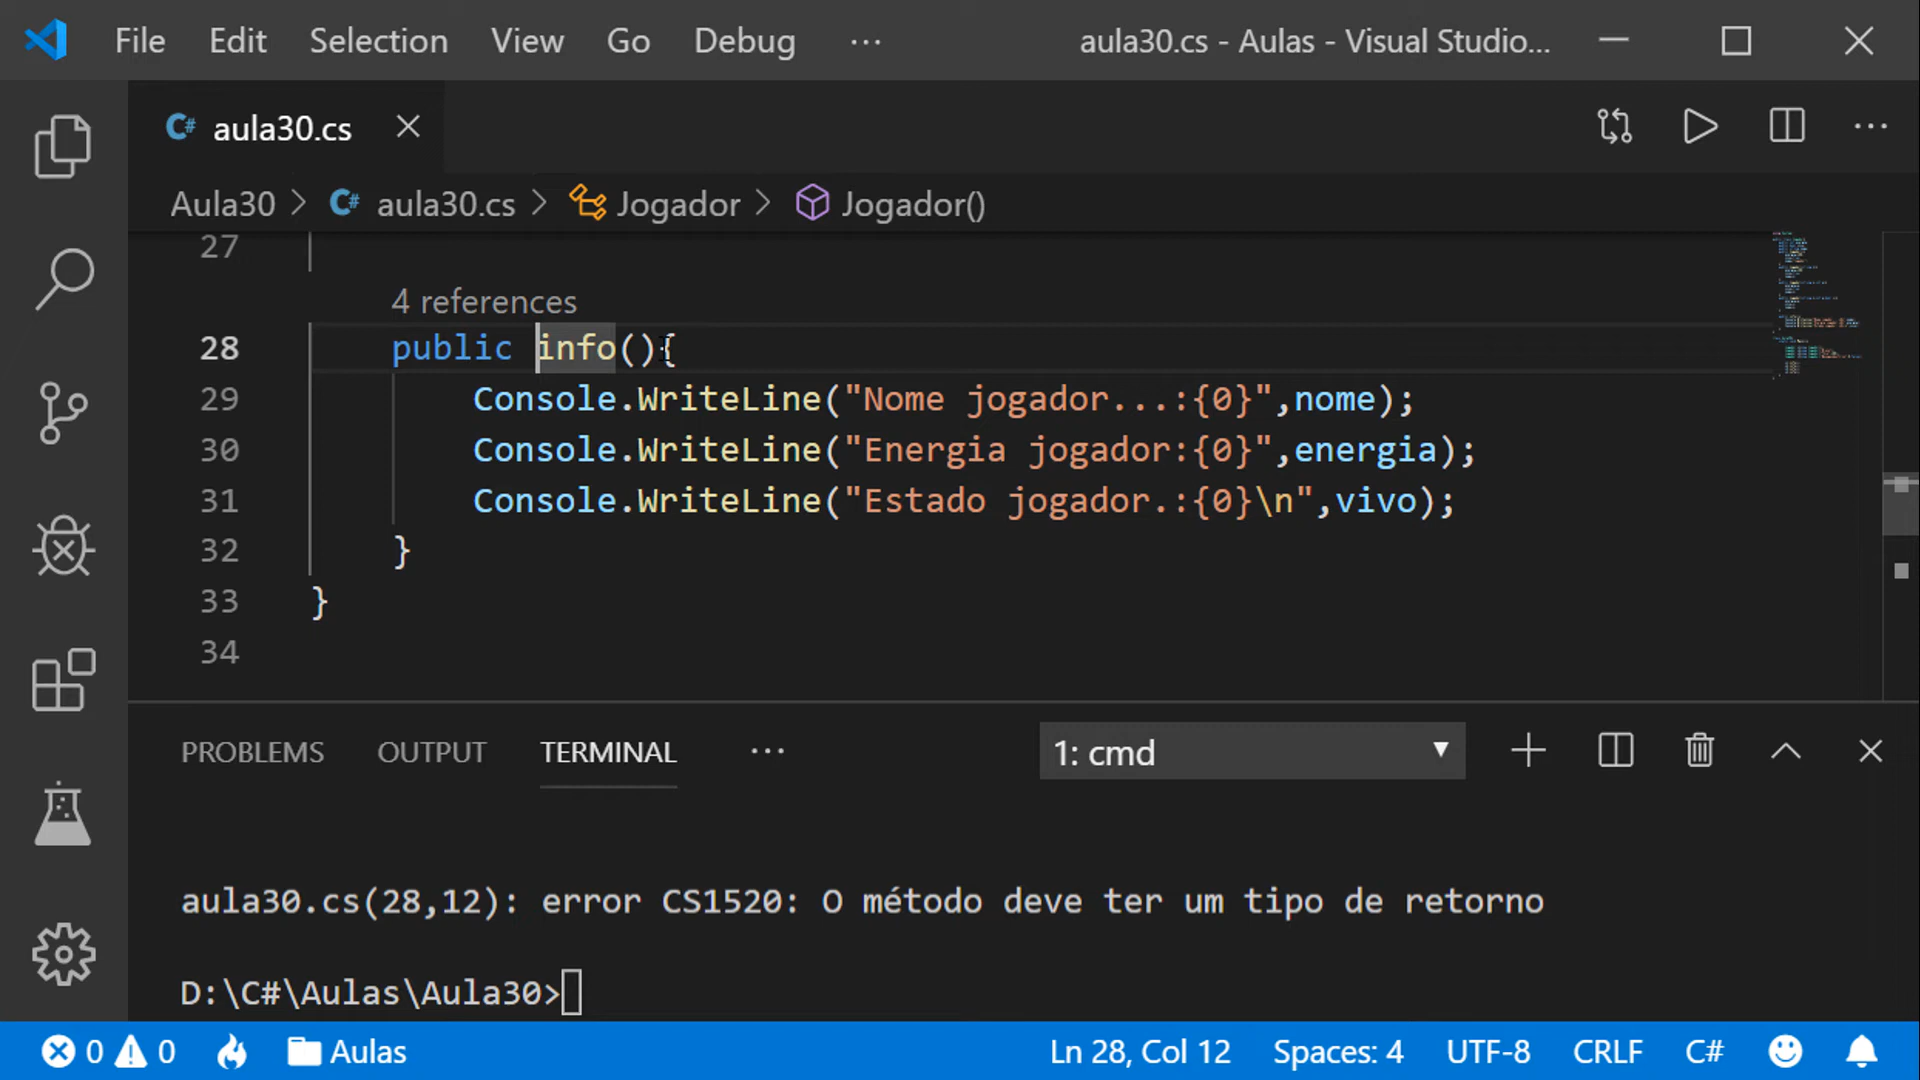 File Edit Selection View Go Debug ··· aula30.cs - Aulas - Visual Studio...
C# aula30.cs
Aula30 > C# aula30.cs > Jogador > Jogador()
27
4 references
28 public info(){
29 Console.WriteLine("Nome jogador...:{0}",nome);
30 Console.WriteLine("Energia jogador:{0}",energia);
31 Console.WriteLine("Estado jogador.:{0}\n",vivo);
32 }
33 }
34
PROBLEMS OUTPUT TERMINAL ··· 1: cmd
aula30.cs(28,12): error CS1520: O método deve ter um tipo de retorno
D:\C#\Aulas\Aula30>
0 0 Aulas Ln 28, Col 12 Spaces: 4 UTF-8 CRLF C#